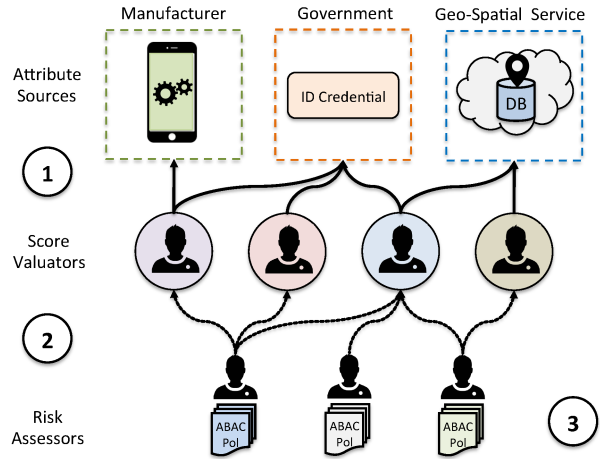 Manufacturer
Government
Geo-Spatial Service
Attribute
Sources
ID Credential
DB
1
Score
Valuators
2
Risk
Assessors
ABAC
Pol
ABAC
Pol
ABAC
Pol
3